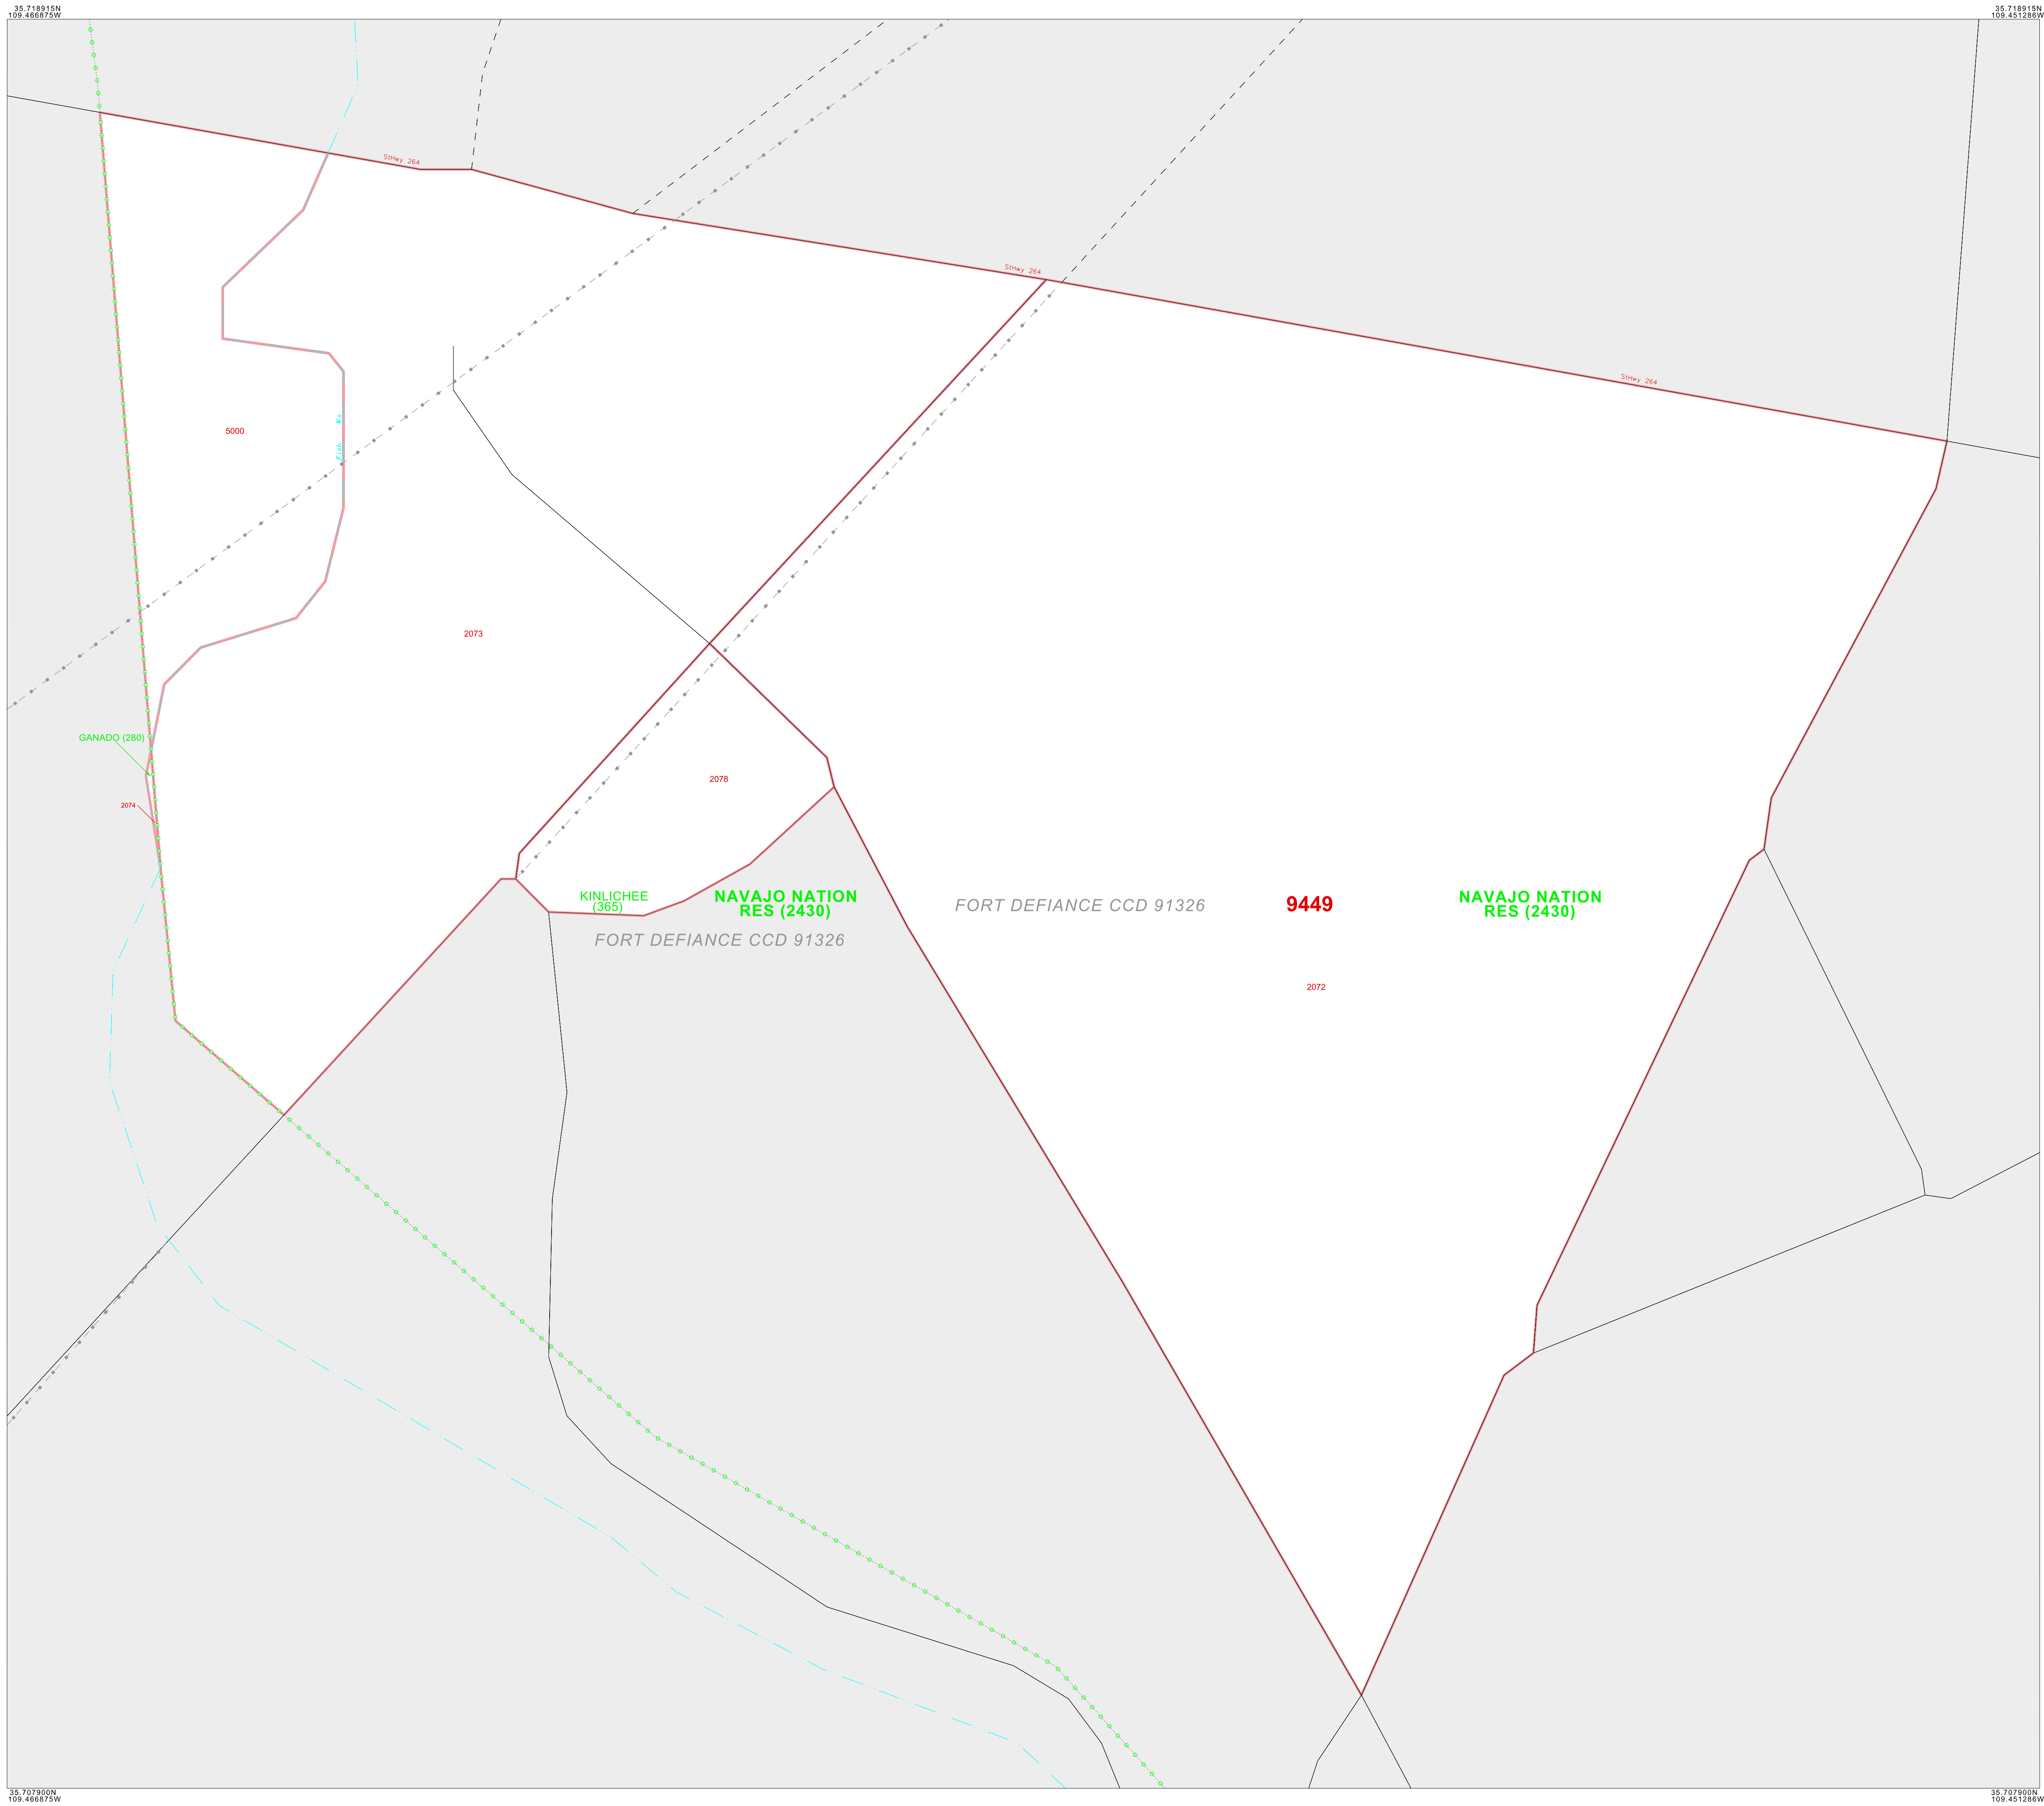 35.718915N
109.466875W
35.718915N
109.451286W
StHwy 264
StHwy 264
StHwy 264
5000
Fish Wa
2073
GANADO (280)
2074
2078
KINLICHEE
(365)
NAVAJO NATION
RES (2430)
FORT DEFIANCE CCD 91326
FORT DEFIANCE CCD 91326
9449
NAVAJO NATION
RES (2430)
2072
35.707900N
109.466875W
35.707900N
109.451286W